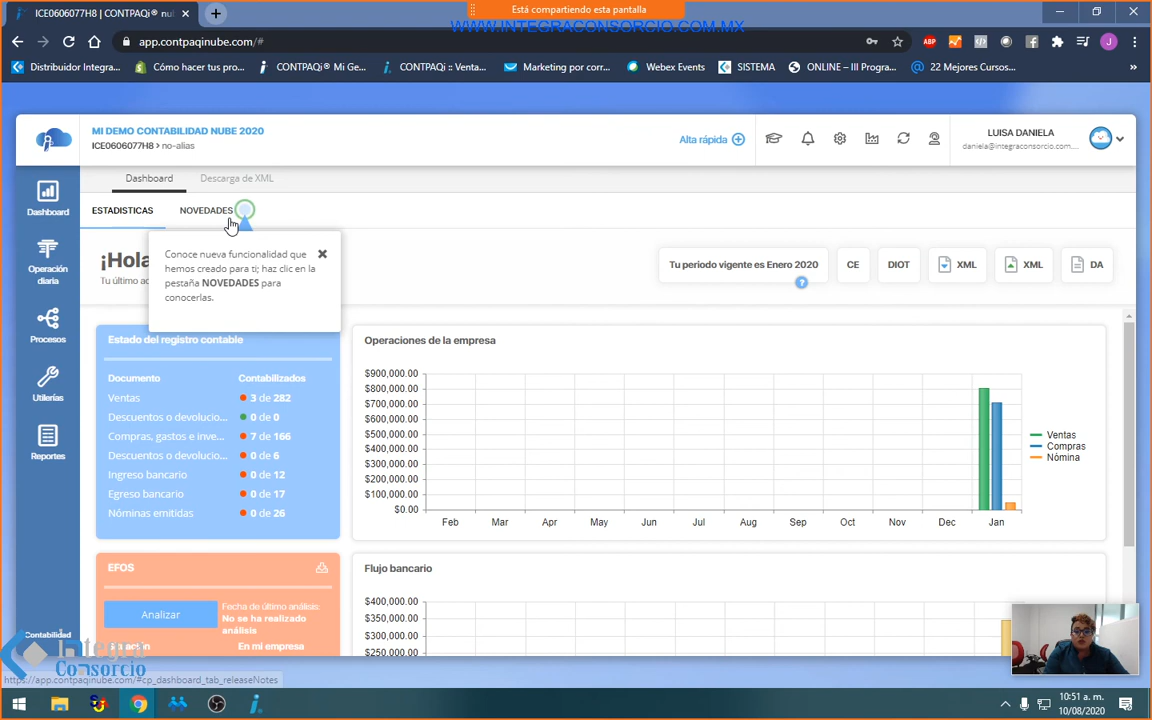 Está compartiendo esta pantalla
ICE0606077H8 | CONTPAQi® nu
WWW.INTEGRACONSORCIO.COM.MX
app.contpaqinube.com/#
ABP
J
Distribuidor Integra...
Cómo hacer tus pro...
CONTPAQi® Mi Ge...
CONTPAQi :: Venta...
Marketing por corr...
Webex Events
SISTEMA
ONLINE – III Progra...
22 Mejores Cursos...
»
MI DEMO CONTABILIDAD NUBE 2020
ICE0606077H8 > no-alias
Alta rápida
LUISA DANIELA
daniela@integraconsorcio.com....
Dashboard
Descarga de XML
Dashboard
Operación
diaria
Procesos
Utilerías
Reportes
Contabilidad
ESTADISTICAS
NOVEDADES
¡Hola
Tu último ac
Conoce nueva funcionalidad que
hemos creado para ti; haz clic en la
pestaña NOVEDADES para
conocerlas.
Tu periodo vigente es Enero 2020
?
CE
DIOT
XML
XML
DA
Estado del registro contable
Documento Contabilizados
Ventas 3 de 282
Descuentos o devolucio... 0 de 0
Compras, gastos e inve... 7 de 166
Descuentos o devolucio... 0 de 6
Ingreso bancario 0 de 12
Egreso bancario 0 de 17
Nóminas emitidas 0 de 26
Operaciones de la empresa
$900,000.00
$800,000.00
$700,000.00
$600,000.00
$500,000.00
$400,000.00
$300,000.00
$200,000.00
$100,000.00
$0.00
Feb Mar Apr May Jun Jul Aug Sep Oct Nov Dec Jan
Ventas
Compras
Nómina
EFOS
Analizar
Fecha de último análisis:
No se ha realizado
análisis
Situación En mi empresa
Flujo bancario
$400,000.00
$350,000.00
$300,000.00
$250,000.00
Integra
Consorcio
https://app.contpaqinube.com/#cp_dashboard_tab_releaseNotes
10:51 a. m.
10/08/2020